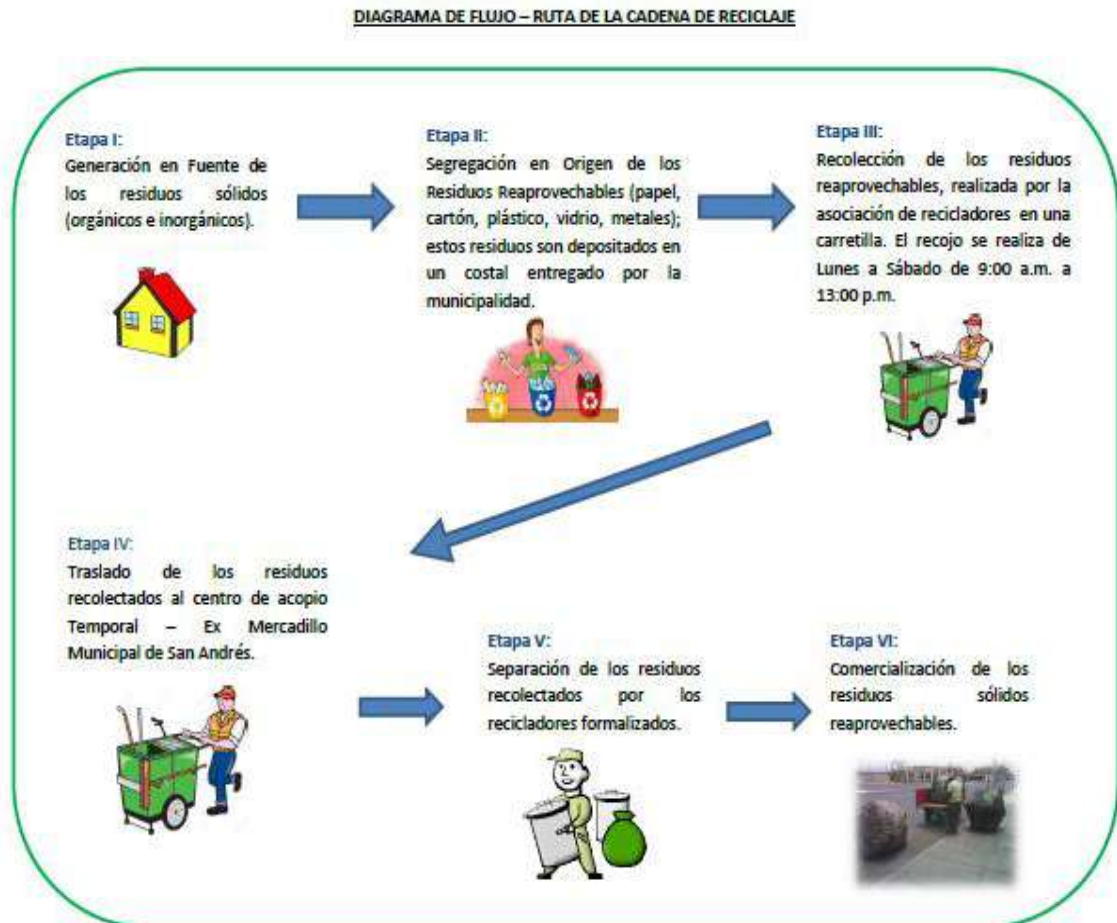 DIAGRAMA DE FLUJO – RUTA DE LA CADENA DE RECICLAJE
Etapa I:
Generación en Fuente de
los residuos sólidos
(orgánicos e inorgánicos).
Etapa II:
Segregación en Origen de los
Residuos Reaprovechables (papel,
cartón, plástico, vidrio, metales);
estos residuos son depositados en
un costal entregado por la
municipalidad.
Etapa III:
Recolección de los residuos
reaprovechables, realizada por la
asociación de recicladores en una
carretilla. El recojo se realiza de
Lunes a Sábado de 9:00 a.m. a
13:00 p.m.
Etapa IV:
Traslado de los residuos
recolectados al centro de acopio
Temporal – Ex Mercadillo
Municipal de San Andrés.
Etapa V:
Separación de los residuos
recolectados por los
recicladores formalizados.
Etapa VI:
Comercialización de los
residuos sólidos
reaprovechables.